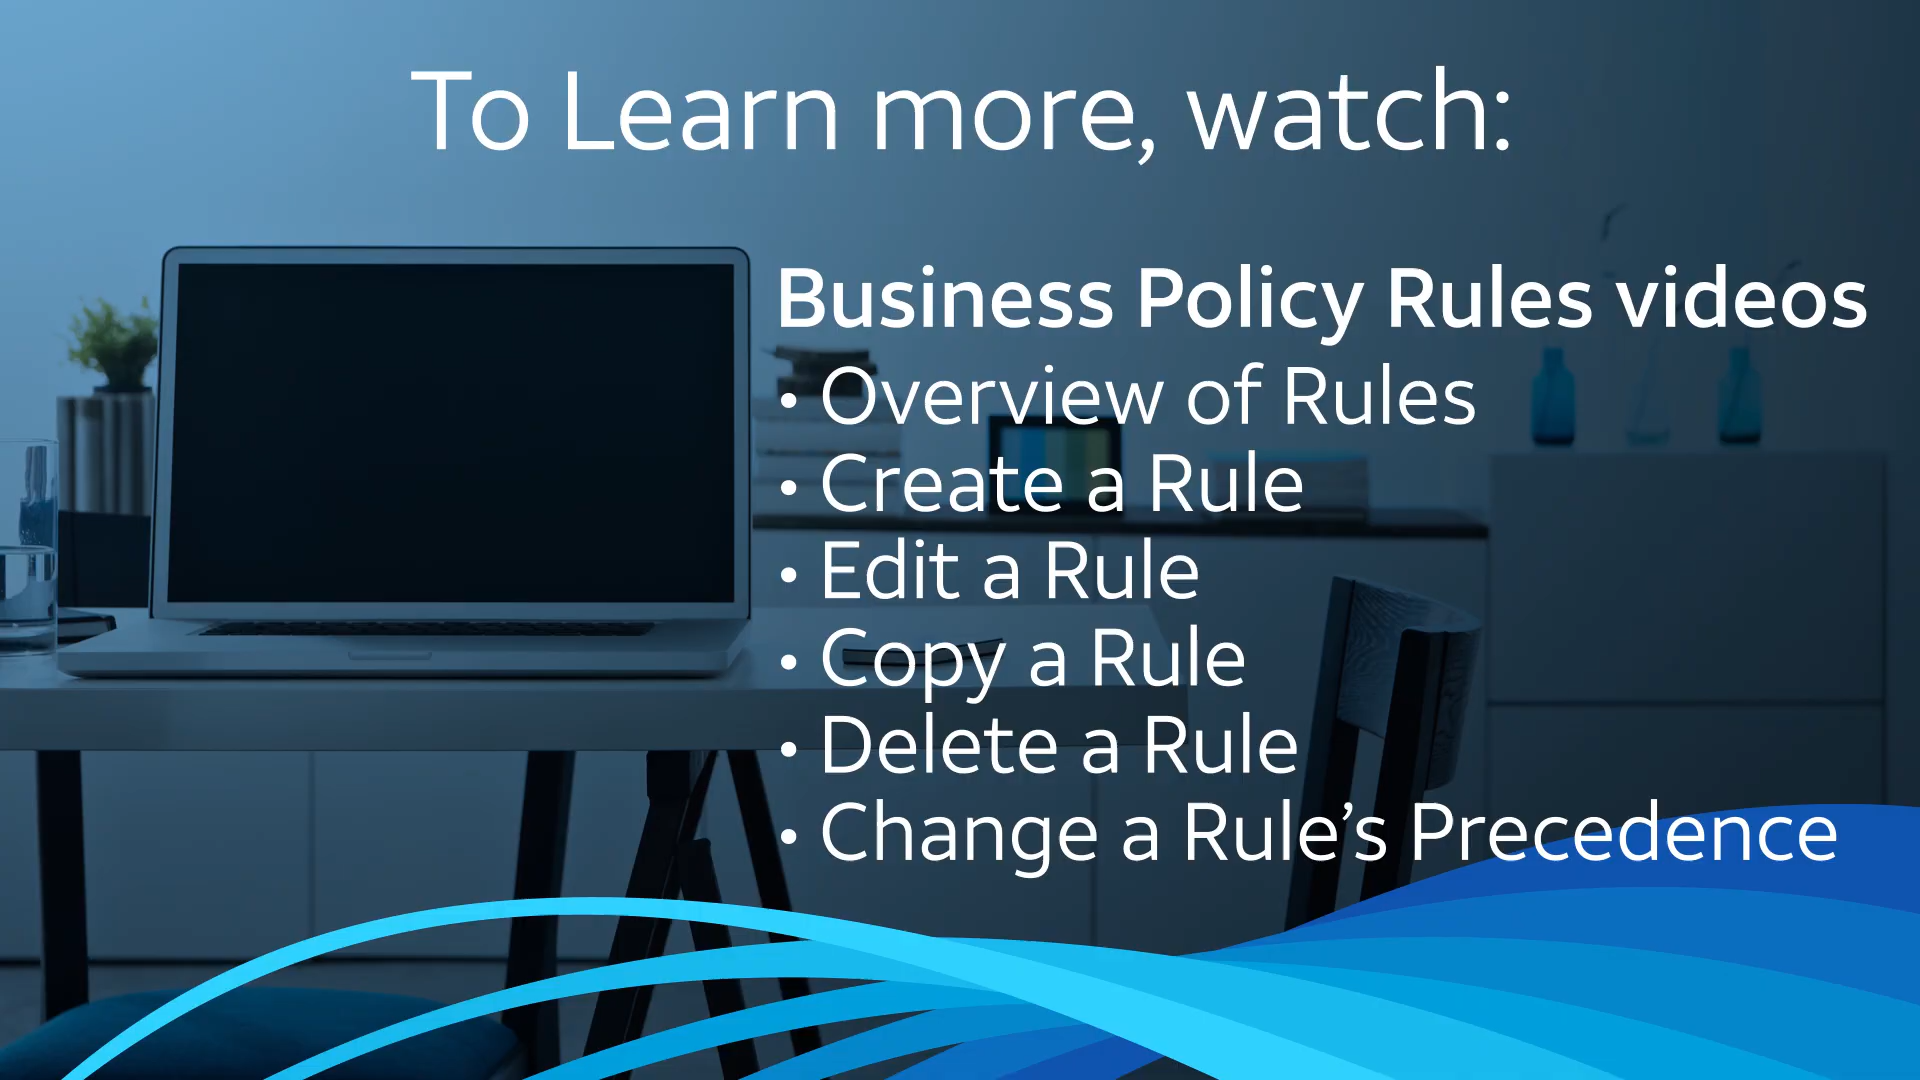 To Learn more, watch:
Business Policy Rules videos
• Overview of Rules
• Create a Rule
• Edit a Rule
• Copy a Rule
• Delete a Rule
• Change a Rule’s Precedence